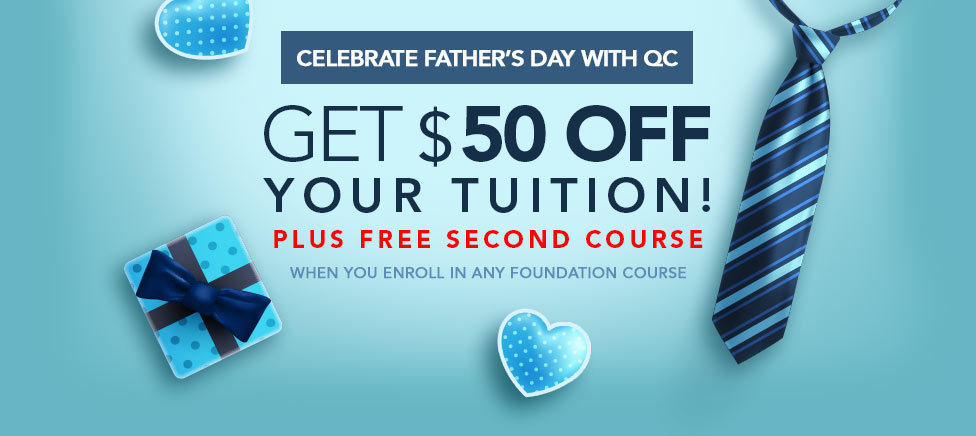 CELEBRATE FATHER'S DAY WITH QC
GET $50 OFF
YOUR TUITION!
PLUS FREE SECOND COURSE
WHEN YOU ENROLL IN ANY FOUNDATION COURSE